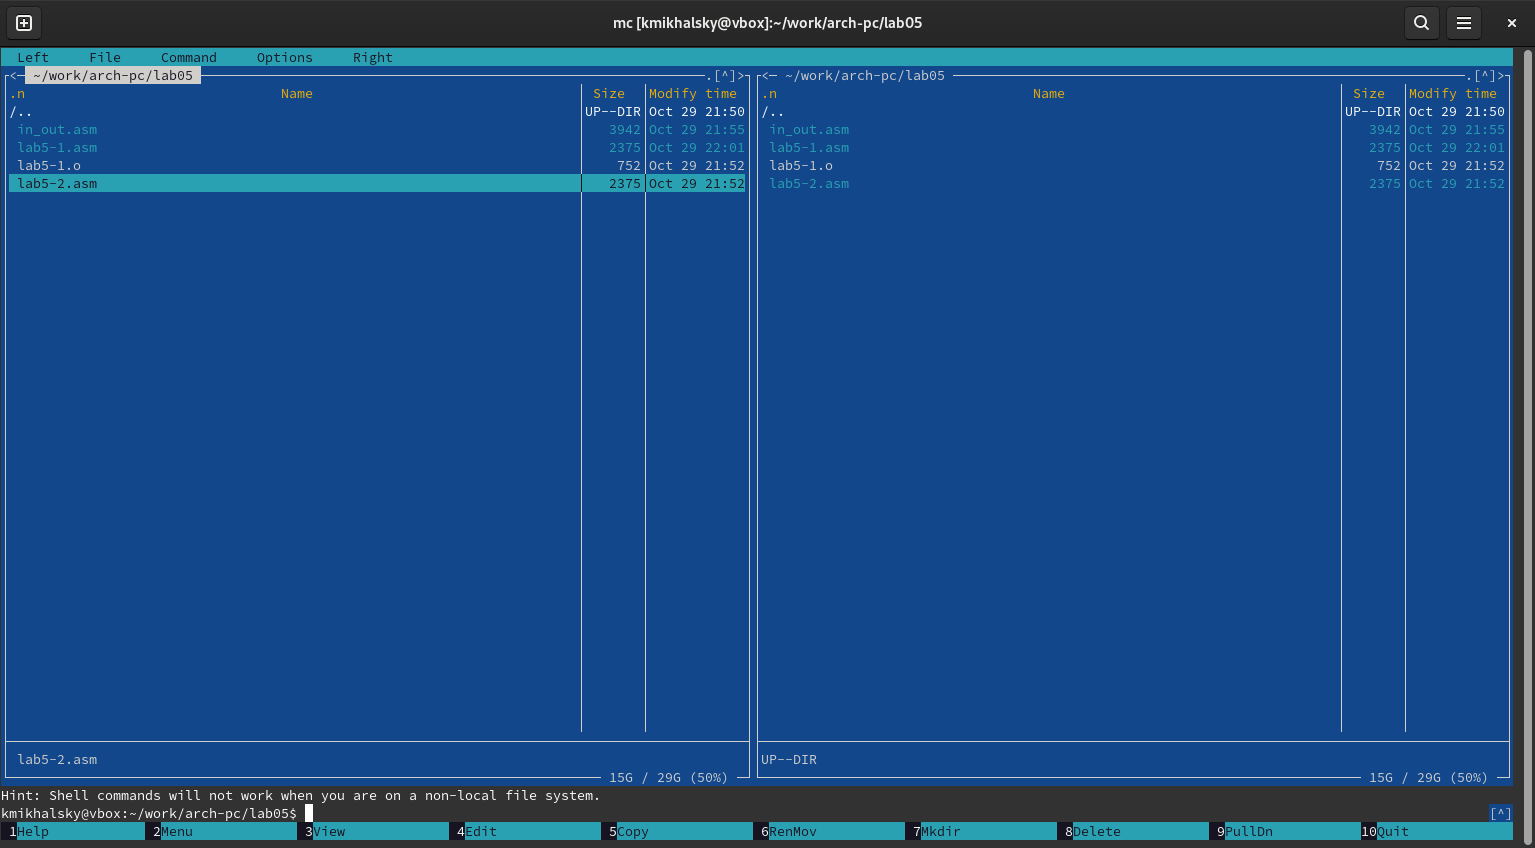 mc [kmikhalsky@vbox]:~/work/arch-pc/lab05
Left File Command Options Right
<─ ~/work/arch-pc/lab05 .[^]> <─ ~/work/arch-pc/lab05 .[^]>
.n Name Size Modify time .n Name Size Modify time
/.. UP--DIR Oct 29 21:50 /.. UP--DIR Oct 29 21:50
in_out.asm 3942 Oct 29 21:55 in_out.asm 3942 Oct 29 21:55
lab5-1.asm 2375 Oct 29 22:01 lab5-1.asm 2375 Oct 29 22:01
lab5-1.o 752 Oct 29 21:52 lab5-1.o 752 Oct 29 21:52
lab5-2.asm 2375 Oct 29 21:52 lab5-2.asm 2375 Oct 29 21:52
lab5-2.asm UP--DIR
15G / 29G (50%) 15G / 29G (50%)
Hint: Shell commands will not work when you are on a non-local file system.
kmikhalsky@vbox:~/work/arch-pc/lab05$ [^]
1Help 2Menu 3View 4Edit 5Copy 6RenMov 7Mkdir 8Delete 9PullDn 10Quit